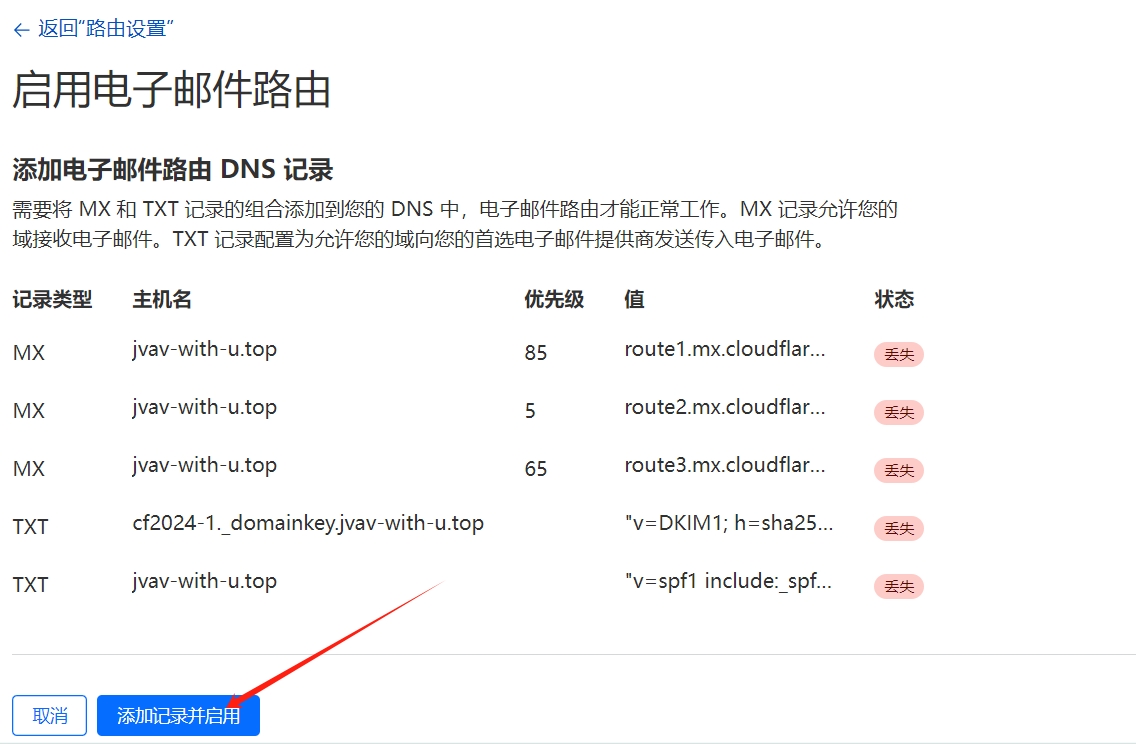 ← 返回“路由设置”
启用电子邮件路由
添加电子邮件路由 DNS 记录
需要将 MX 和 TXT 记录的组合添加到您的 DNS 中，电子邮件路由才能正常工作。MX 记录允许您的
域接收电子邮件。TXT 记录配置为允许您的域向您的首选电子邮件提供商发送传入电子邮件。
记录类型 主机名 优先级 值 状态
MX jvav-with-u.top 85 route1.mx.cloudflar... 丢失
MX jvav-with-u.top 5 route2.mx.cloudflar... 丢失
MX jvav-with-u.top 65 route3.mx.cloudflar... 丢失
TXT cf2024-1._domainkey.jvav-with-u.top "v=DKIM1; h=sha25... 丢失
TXT jvav-with-u.top "v=spf1 include:_spf... 丢失
取消 添加记录并启用